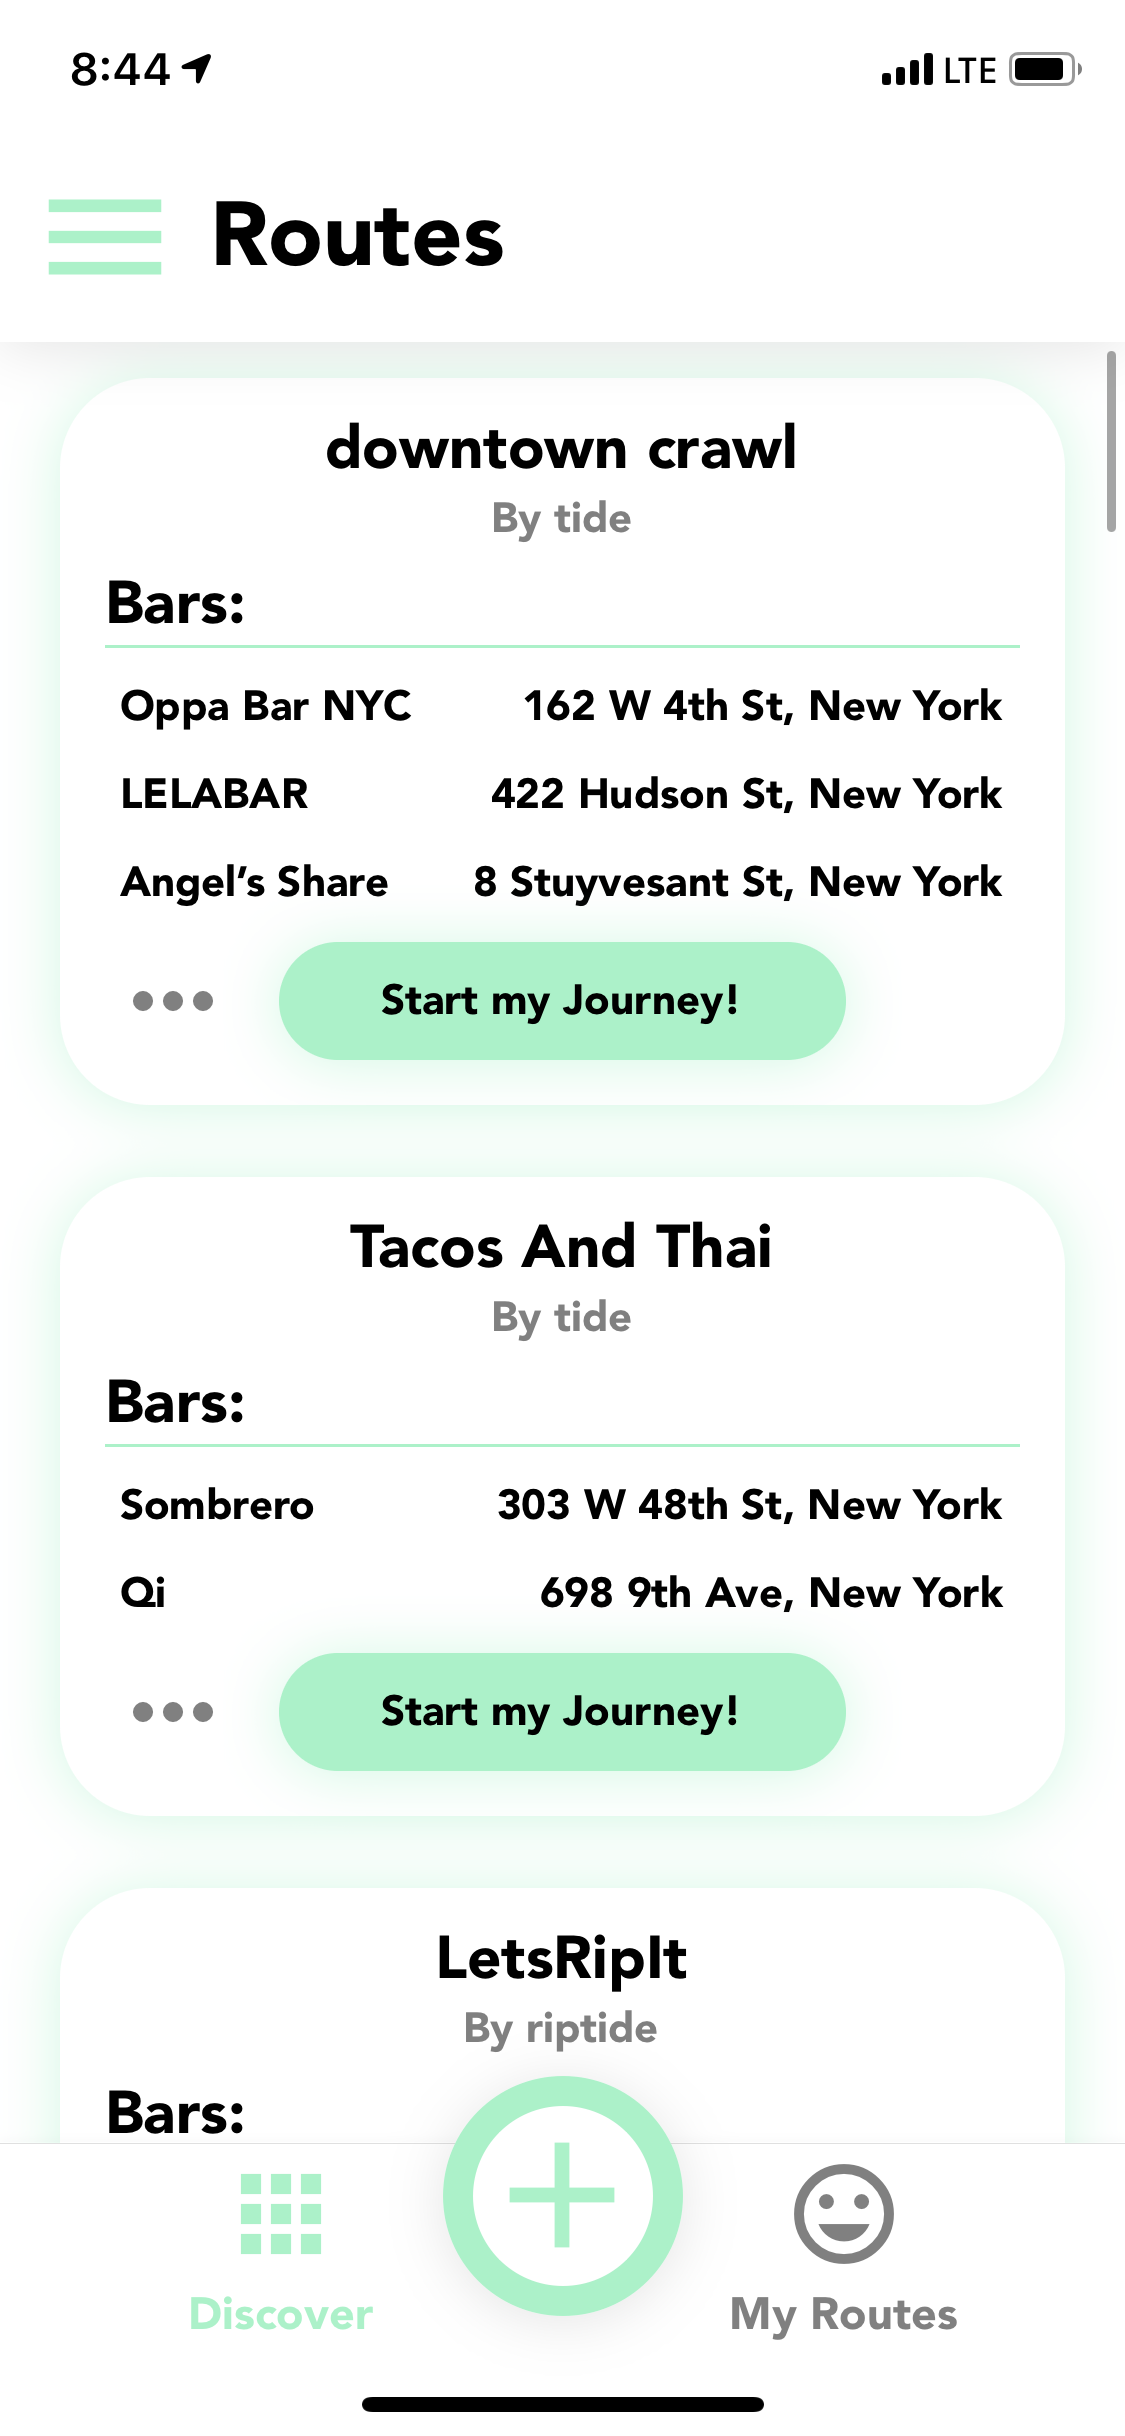 8:44
LTE
Routes
downtown crawl
By tide
Bars:
Oppa Bar NYC 162 W 4th St, New York
LELABAR 422 Hudson St, New York
Angel’s Share 8 Stuyvesant St, New York
Start my Journey!
Tacos And Thai
By tide
Bars:
Sombrero 303 W 48th St, New York
Qi 698 9th Ave, New York
Start my Journey!
LetsRipIt
By riptide
Bars:
Discover
My Routes